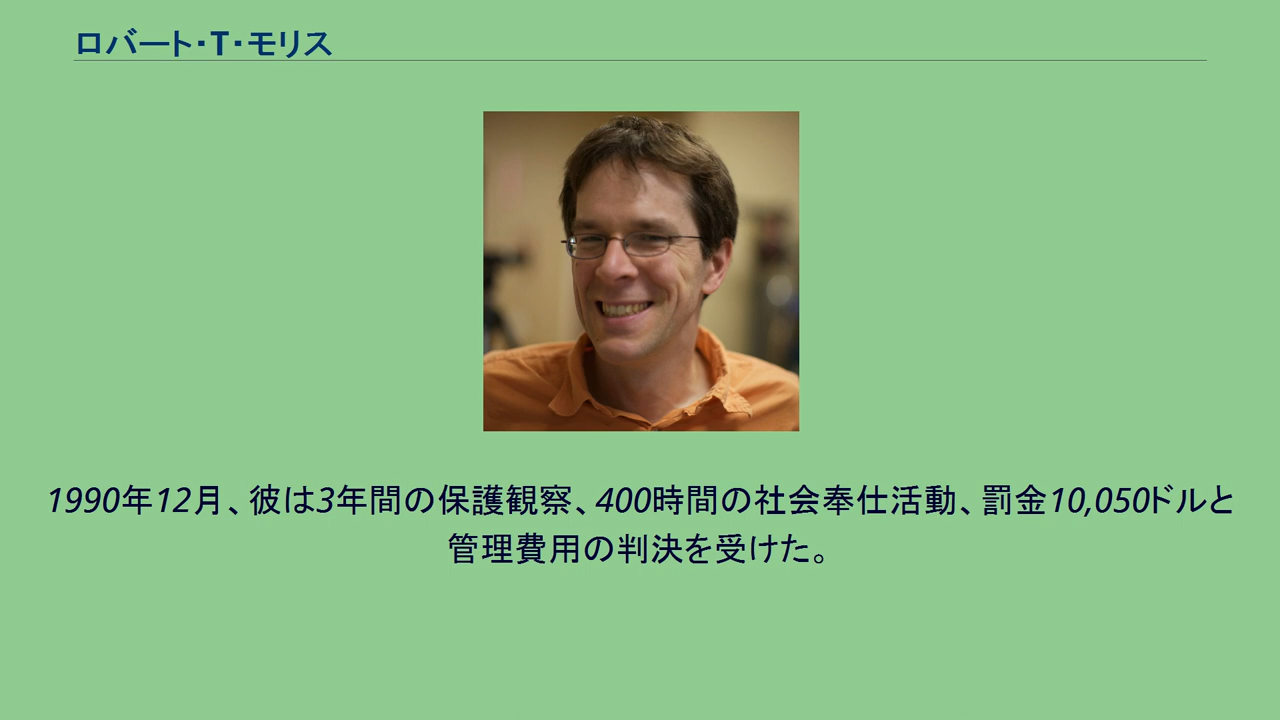 ロバート・T・モリス
1990年12月、彼は3年間の保護観察、400時間の社会奉仕活動、罰金10,050ドルと
管理費用の判決を受けた。